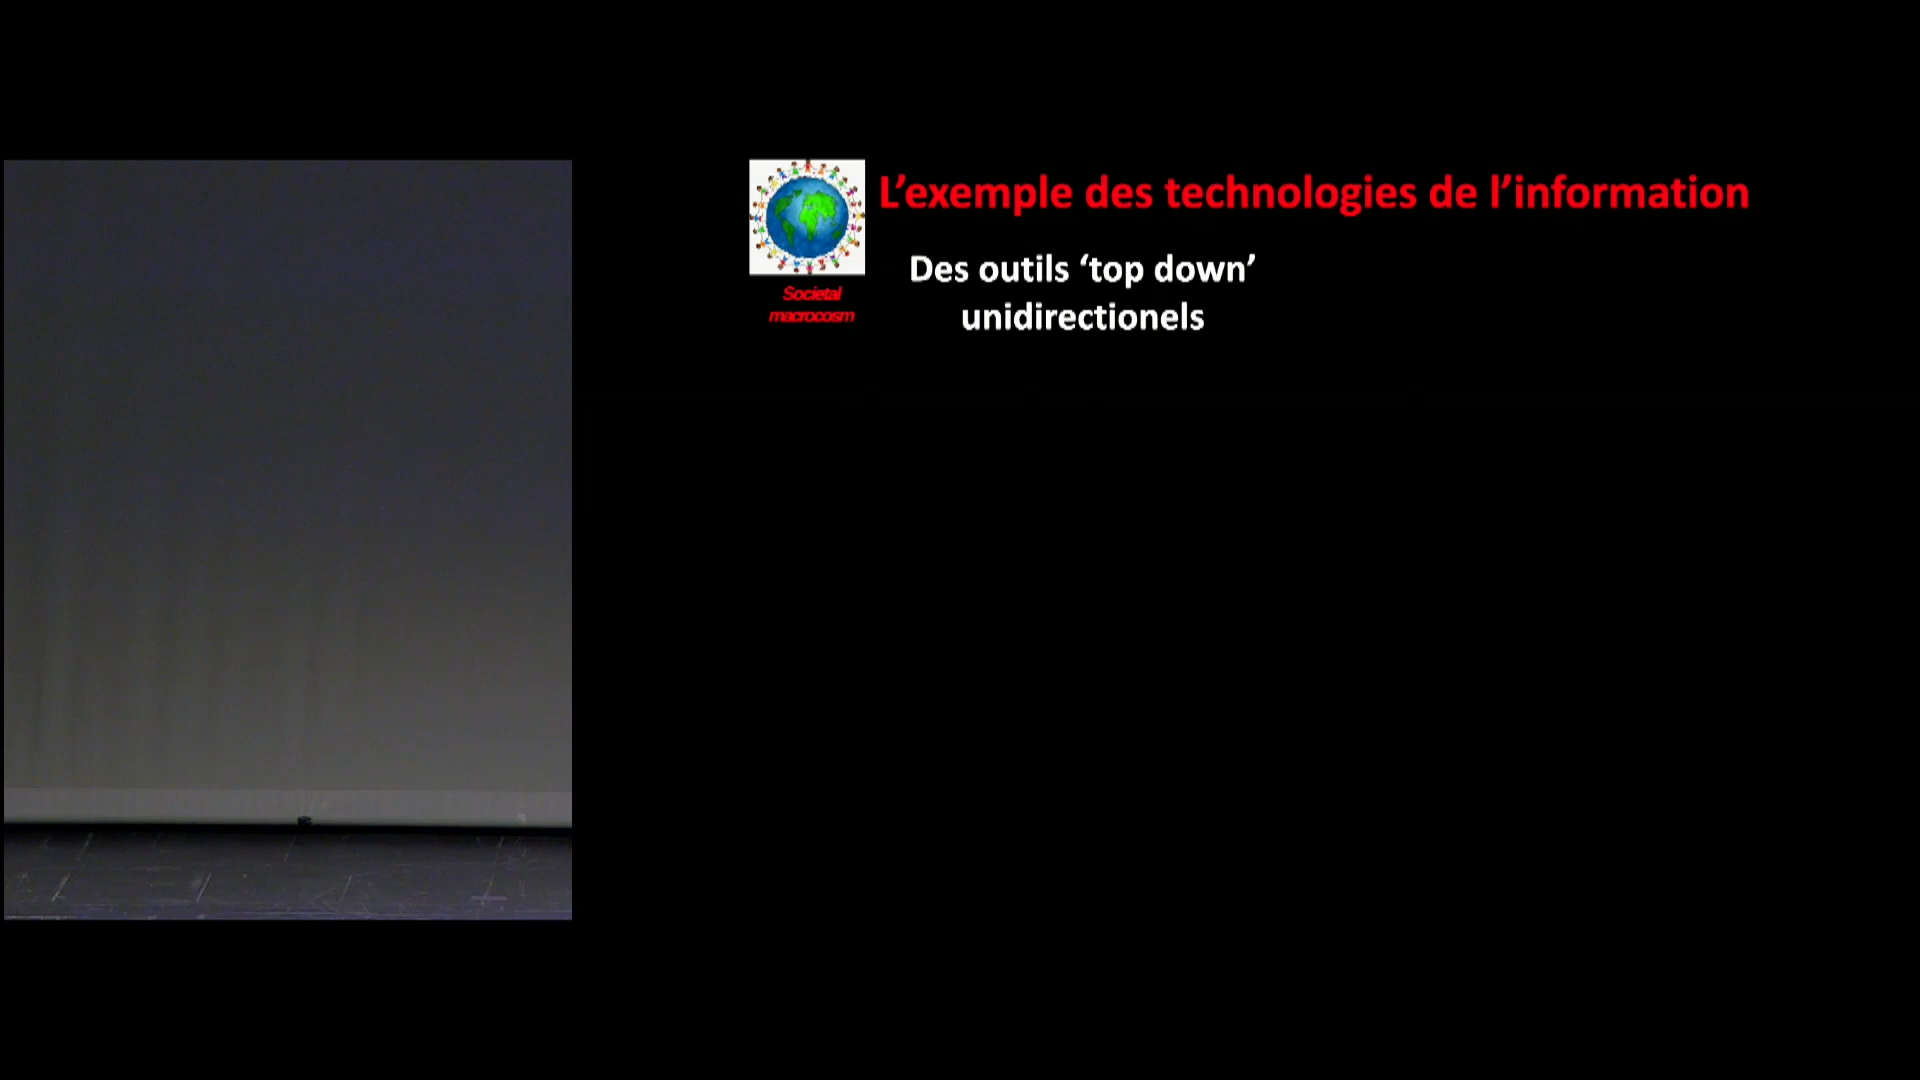 L’exemple des technologies de l’information
Des outils ‘top down’
unidirectionels
Societal
macrocosm